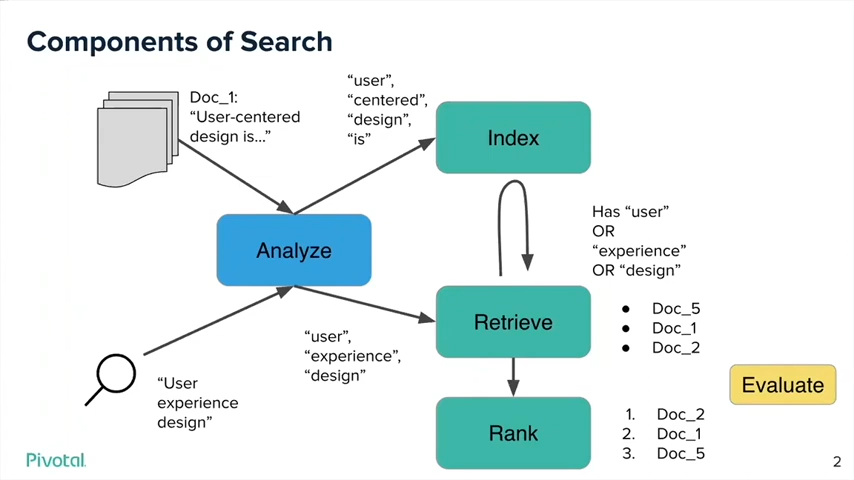 Components of Search
Doc_1:
“User-centered
design is...”
“user”,
“centered”,
“design”,
“is”
Index
Analyze
Has “user”
OR
“experience”
OR “design”
“user”,
“experience”,
“design”
Retrieve
● Doc_5
● Doc_1
● Doc_2
“User
experience
design”
Evaluate
Rank
1. Doc_2
2. Doc_1
3. Doc_5
Pivotal
2